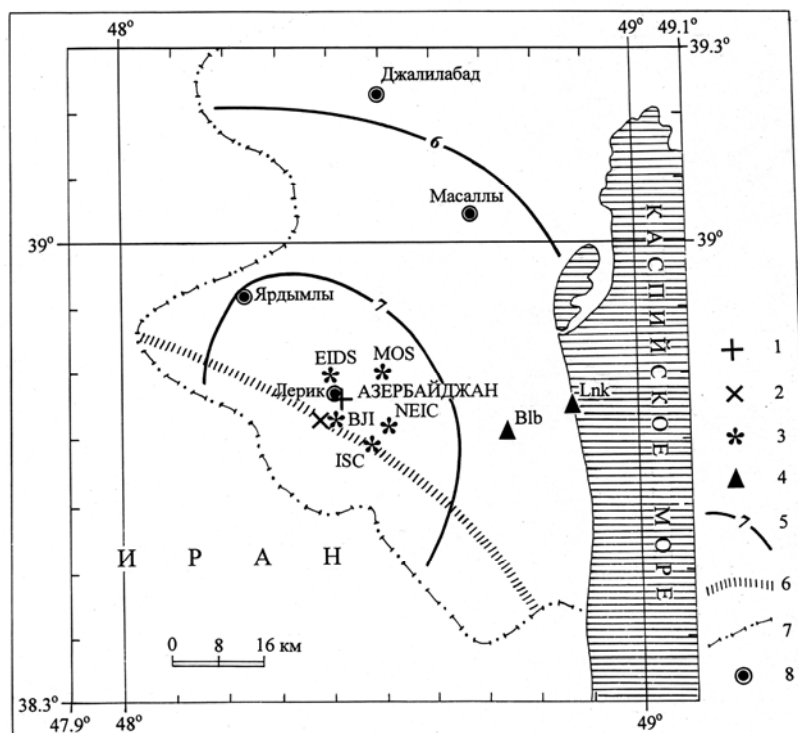 48°
49° 49.1°
39.3°
Джалилабад
6
Масаллы
39°
39°
7
Ярдымлы
EIDS
MOS
Дерик
АЗЕРБАЙДЖАН
BJI
NEIC
ISC
Blb
Lnk
КАСПИЙСКОЕ МОРЕ
ИРАН
0 8 16 км
38.3°
47.9° 48°
49°
1
2
3
4
7
5
6
7
8